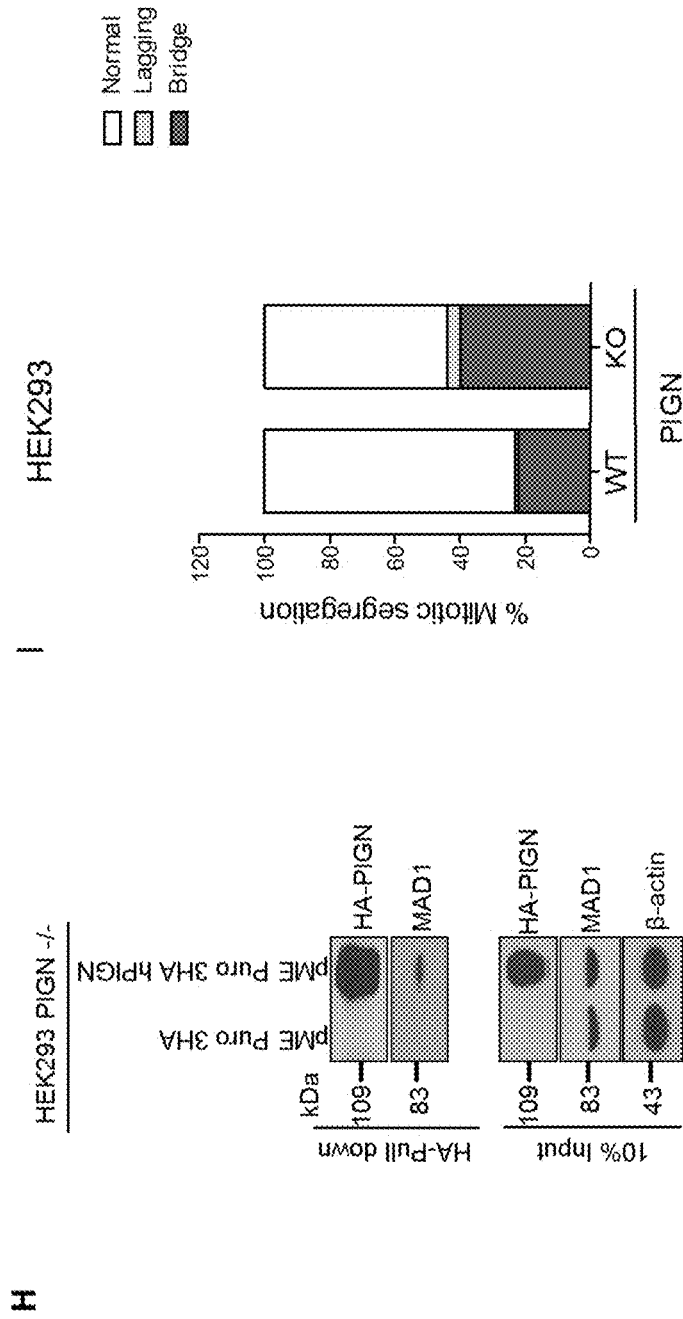 H
HEK293 PIGN -/-
pME Puro 3HA
pME Puro 3HA hPIGN
kDa
HA-Pull down
109
HA-PIGN
83
MAD1
10% Input
109
HA-PIGN
83
MAD1
43
β-actin
I
HEK293
% Mitotic segregation
120
100
80
60
40
20
0
WT
KO
PIGN
Normal
Lagging
Bridge